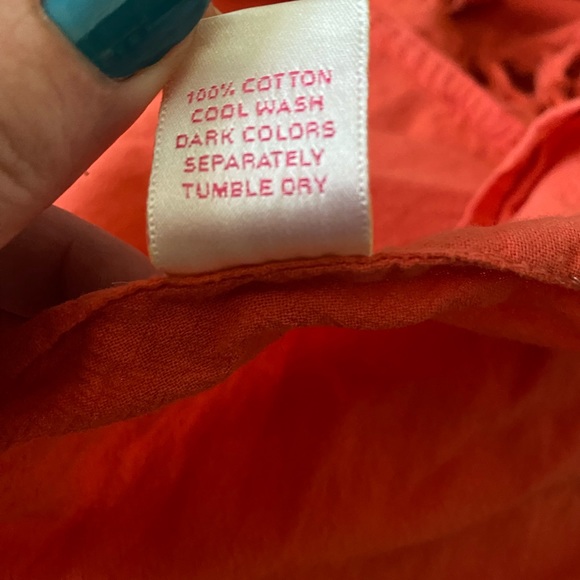 100% COTTON
COOL WASH
DARK COLORS
SEPARATELY
TUMBLE DRY